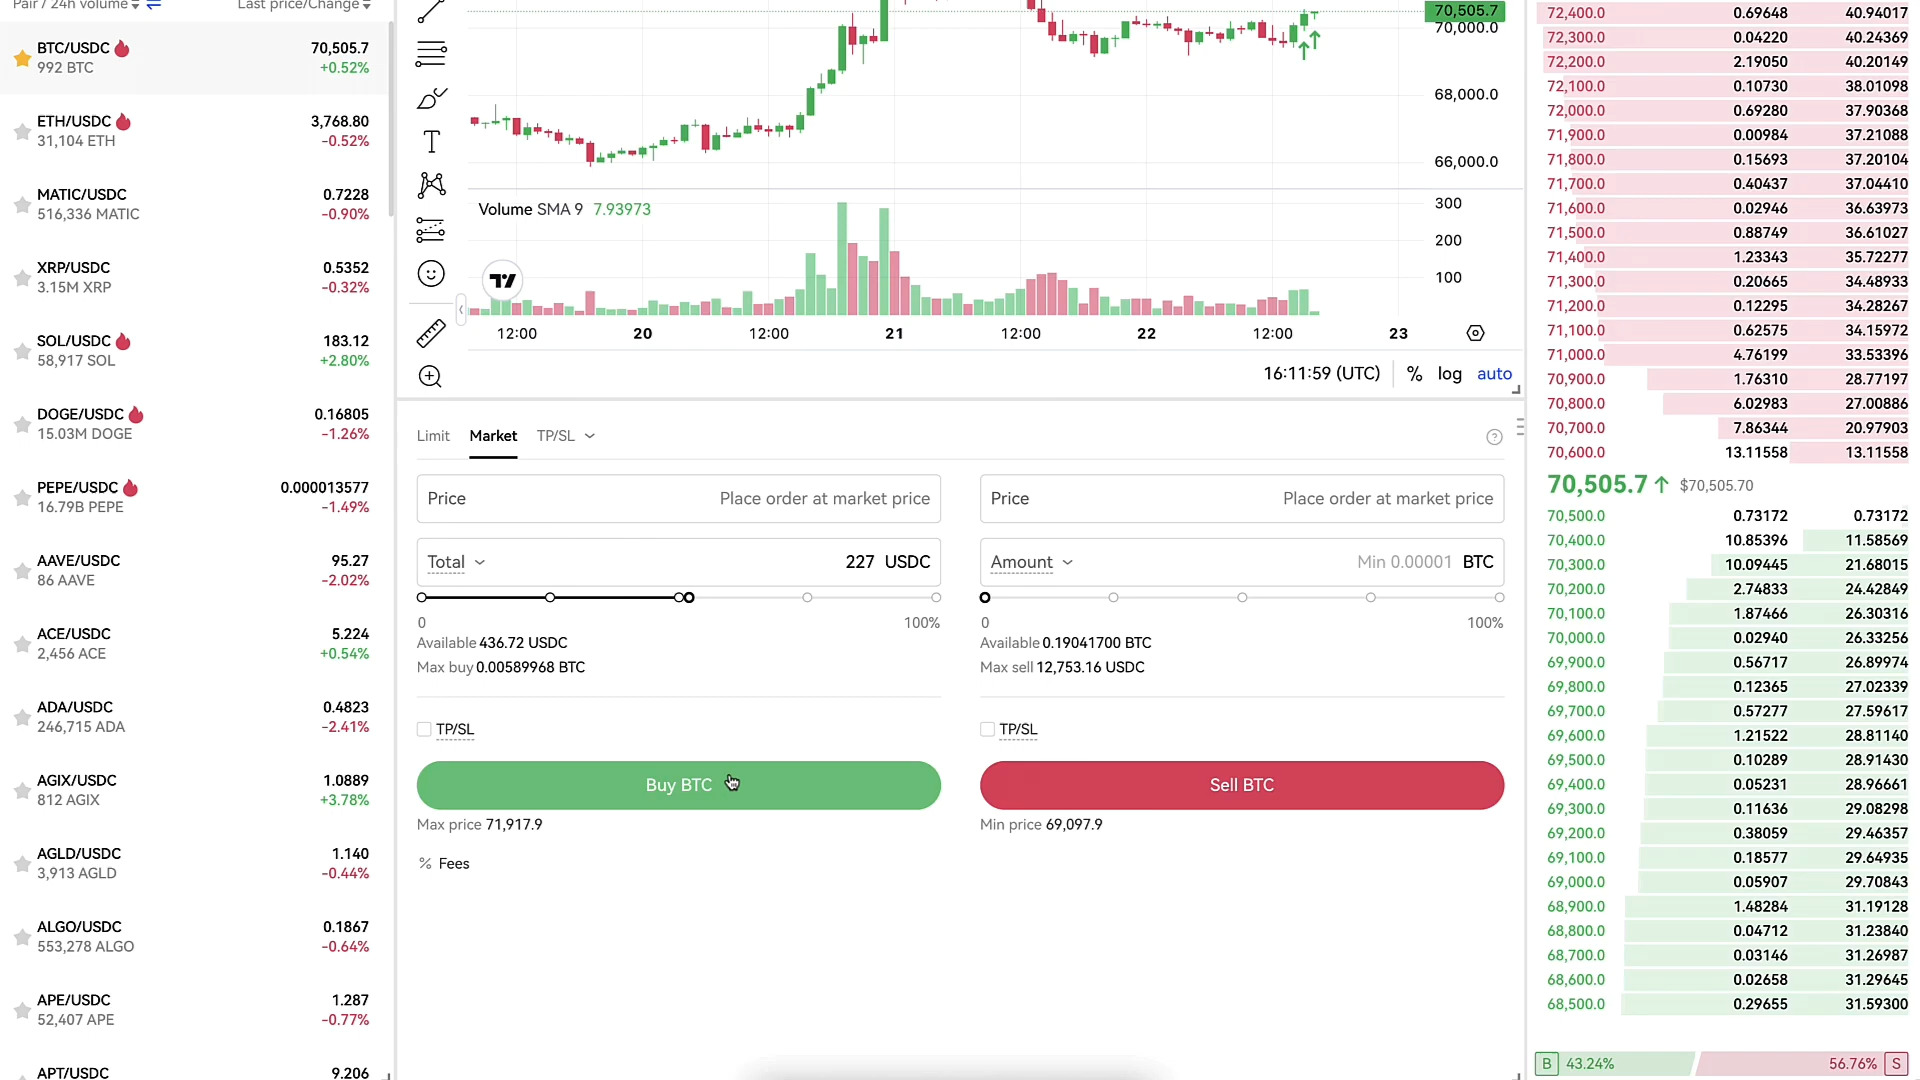 Pair / 24h volume
Last price/Change
BTC/USDC 70,505.7
992 BTC +0.52%
ETH/USDC 3,768.80
31,104 ETH -0.52%
MATIC/USDC 0.7228
516,336 MATIC -0.90%
XRP/USDC 0.5352
3.15M XRP -0.32%
SOL/USDC 183.12
58,917 SOL +2.80%
DOGE/USDC 0.16805
15.03M DOGE -1.26%
PEPE/USDC 0.000013577
16.79B PEPE -1.49%
AAVE/USDC 95.27
86 AAVE -2.02%
ACE/USDC 5.224
2,456 ACE +0.54%
ADA/USDC 0.4823
246,715 ADA -2.41%
AGIX/USDC 1.0889
812 AGIX +3.78%
AGLD/USDC 1.140
3,913 AGLD -0.44%
ALGO/USDC 0.1867
553,278 ALGO -0.64%
APE/USDC 1.287
52,407 APE -0.77%
APT/USDC 9.206
70,505.7
70,000.0
68,000.0
66,000.0
Volume SMA 9 7.93973
300
200
100
12:00 20 12:00 21 12:00 22 12:00 23
16:11:59 (UTC) % log auto
Limit Market TP/SL
Price Place order at market price
Total 227 USDC
0 100%
Available 436.72 USDC
Max buy 0.00589968 BTC
TP/SL
Buy BTC
Max price 71,917.9
% Fees
Price Place order at market price
Amount Min 0.00001 BTC
0 100%
Available 0.19041700 BTC
Max sell 12,753.16 USDC
TP/SL
Sell BTC
Min price 69,097.9
72,400.0 0.69648 40.94017
72,300.0 0.04220 40.24369
72,200.0 2.19050 40.20149
72,100.0 0.10730 38.01098
72,000.0 0.69280 37.90368
71,900.0 0.00984 37.21088
71,800.0 0.15693 37.20104
71,700.0 0.40437 37.04410
71,600.0 0.02946 36.63973
71,500.0 0.88749 36.61027
71,400.0 1.23343 35.72277
71,300.0 0.20665 34.48933
71,200.0 0.12295 34.28267
71,100.0 0.62575 34.15972
71,000.0 4.76199 33.53396
70,900.0 1.76310 28.77197
70,800.0 6.02983 27.00886
70,700.0 7.86344 20.97903
70,600.0 13.11558 13.11558
70,505.7 $70,505.70
70,500.0 0.73172 0.73172
70,400.0 10.85396 11.58569
70,300.0 10.09445 21.68015
70,200.0 2.74833 24.42849
70,100.0 1.87466 26.30316
70,000.0 0.02940 26.33256
69,900.0 0.56717 26.89974
69,800.0 0.12365 27.02339
69,700.0 0.57277 27.59617
69,600.0 1.21522 28.81140
69,500.0 0.10289 28.91430
69,400.0 0.05231 28.96661
69,300.0 0.11636 29.08298
69,200.0 0.38059 29.46357
69,100.0 0.18577 29.64935
69,000.0 0.05907 29.70843
68,900.0 1.48284 31.19128
68,800.0 0.04712 31.23840
68,700.0 0.03146 31.26987
68,600.0 0.02658 31.29645
68,500.0 0.29655 31.59300
B 43.24% 56.76% S